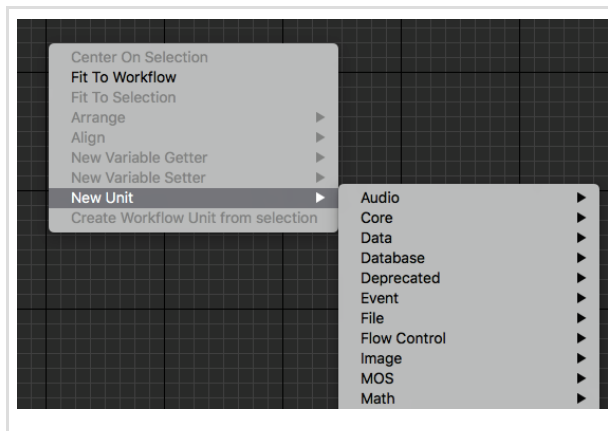 Center On Selection
Fit To Workflow
Fit To Selection
Arrange
Align
New Variable Getter
New Variable Setter
New Unit
Create Workflow Unit from selection
Audio
Core
Data
Database
Deprecated
Event
File
Flow Control
Image
MOS
Math